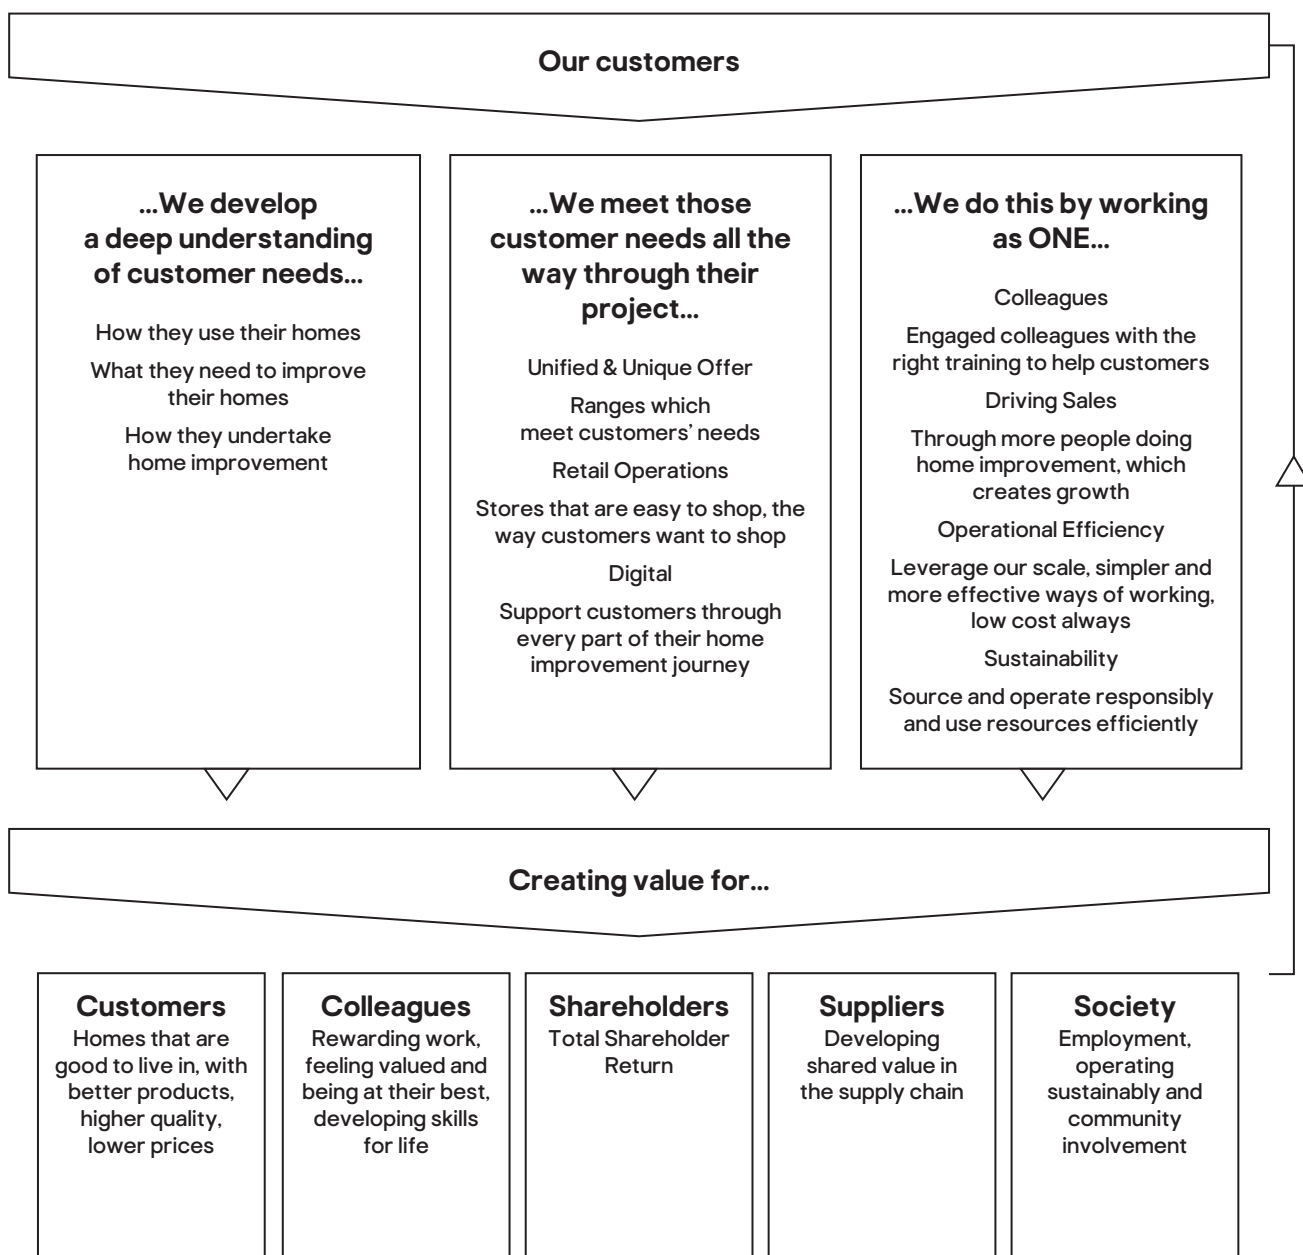 Our customers
...We develop
a deep understanding
of customer needs...
How they use their homes
What they need to improve
their homes
How they undertake
home improvement
...We meet those
customer needs all the
way through their
project...
Unified & Unique Offer
Ranges which
meet customers’ needs
Retail Operations
Stores that are easy to shop, the
way customers want to shop
Digital
Support customers through
every part of their home
improvement journey
...We do this by working
as ONE...
Colleagues
Engaged colleagues with the
right training to help customers
Driving Sales
Through more people doing
home improvement, which
creates growth
Operational Efficiency
Leverage our scale, simpler and
more effective ways of working,
low cost always
Sustainability
Source and operate responsibly
and use resources efficiently
Creating value for...
Customers
Homes that are
good to live in, with
better products,
higher quality,
lower prices
Colleagues
Rewarding work,
feeling valued and
being at their best,
developing skills
for life
Shareholders
Total Shareholder
Return
Suppliers
Developing
shared value in
the supply chain
Society
Employment,
operating
sustainably and
community
involvement